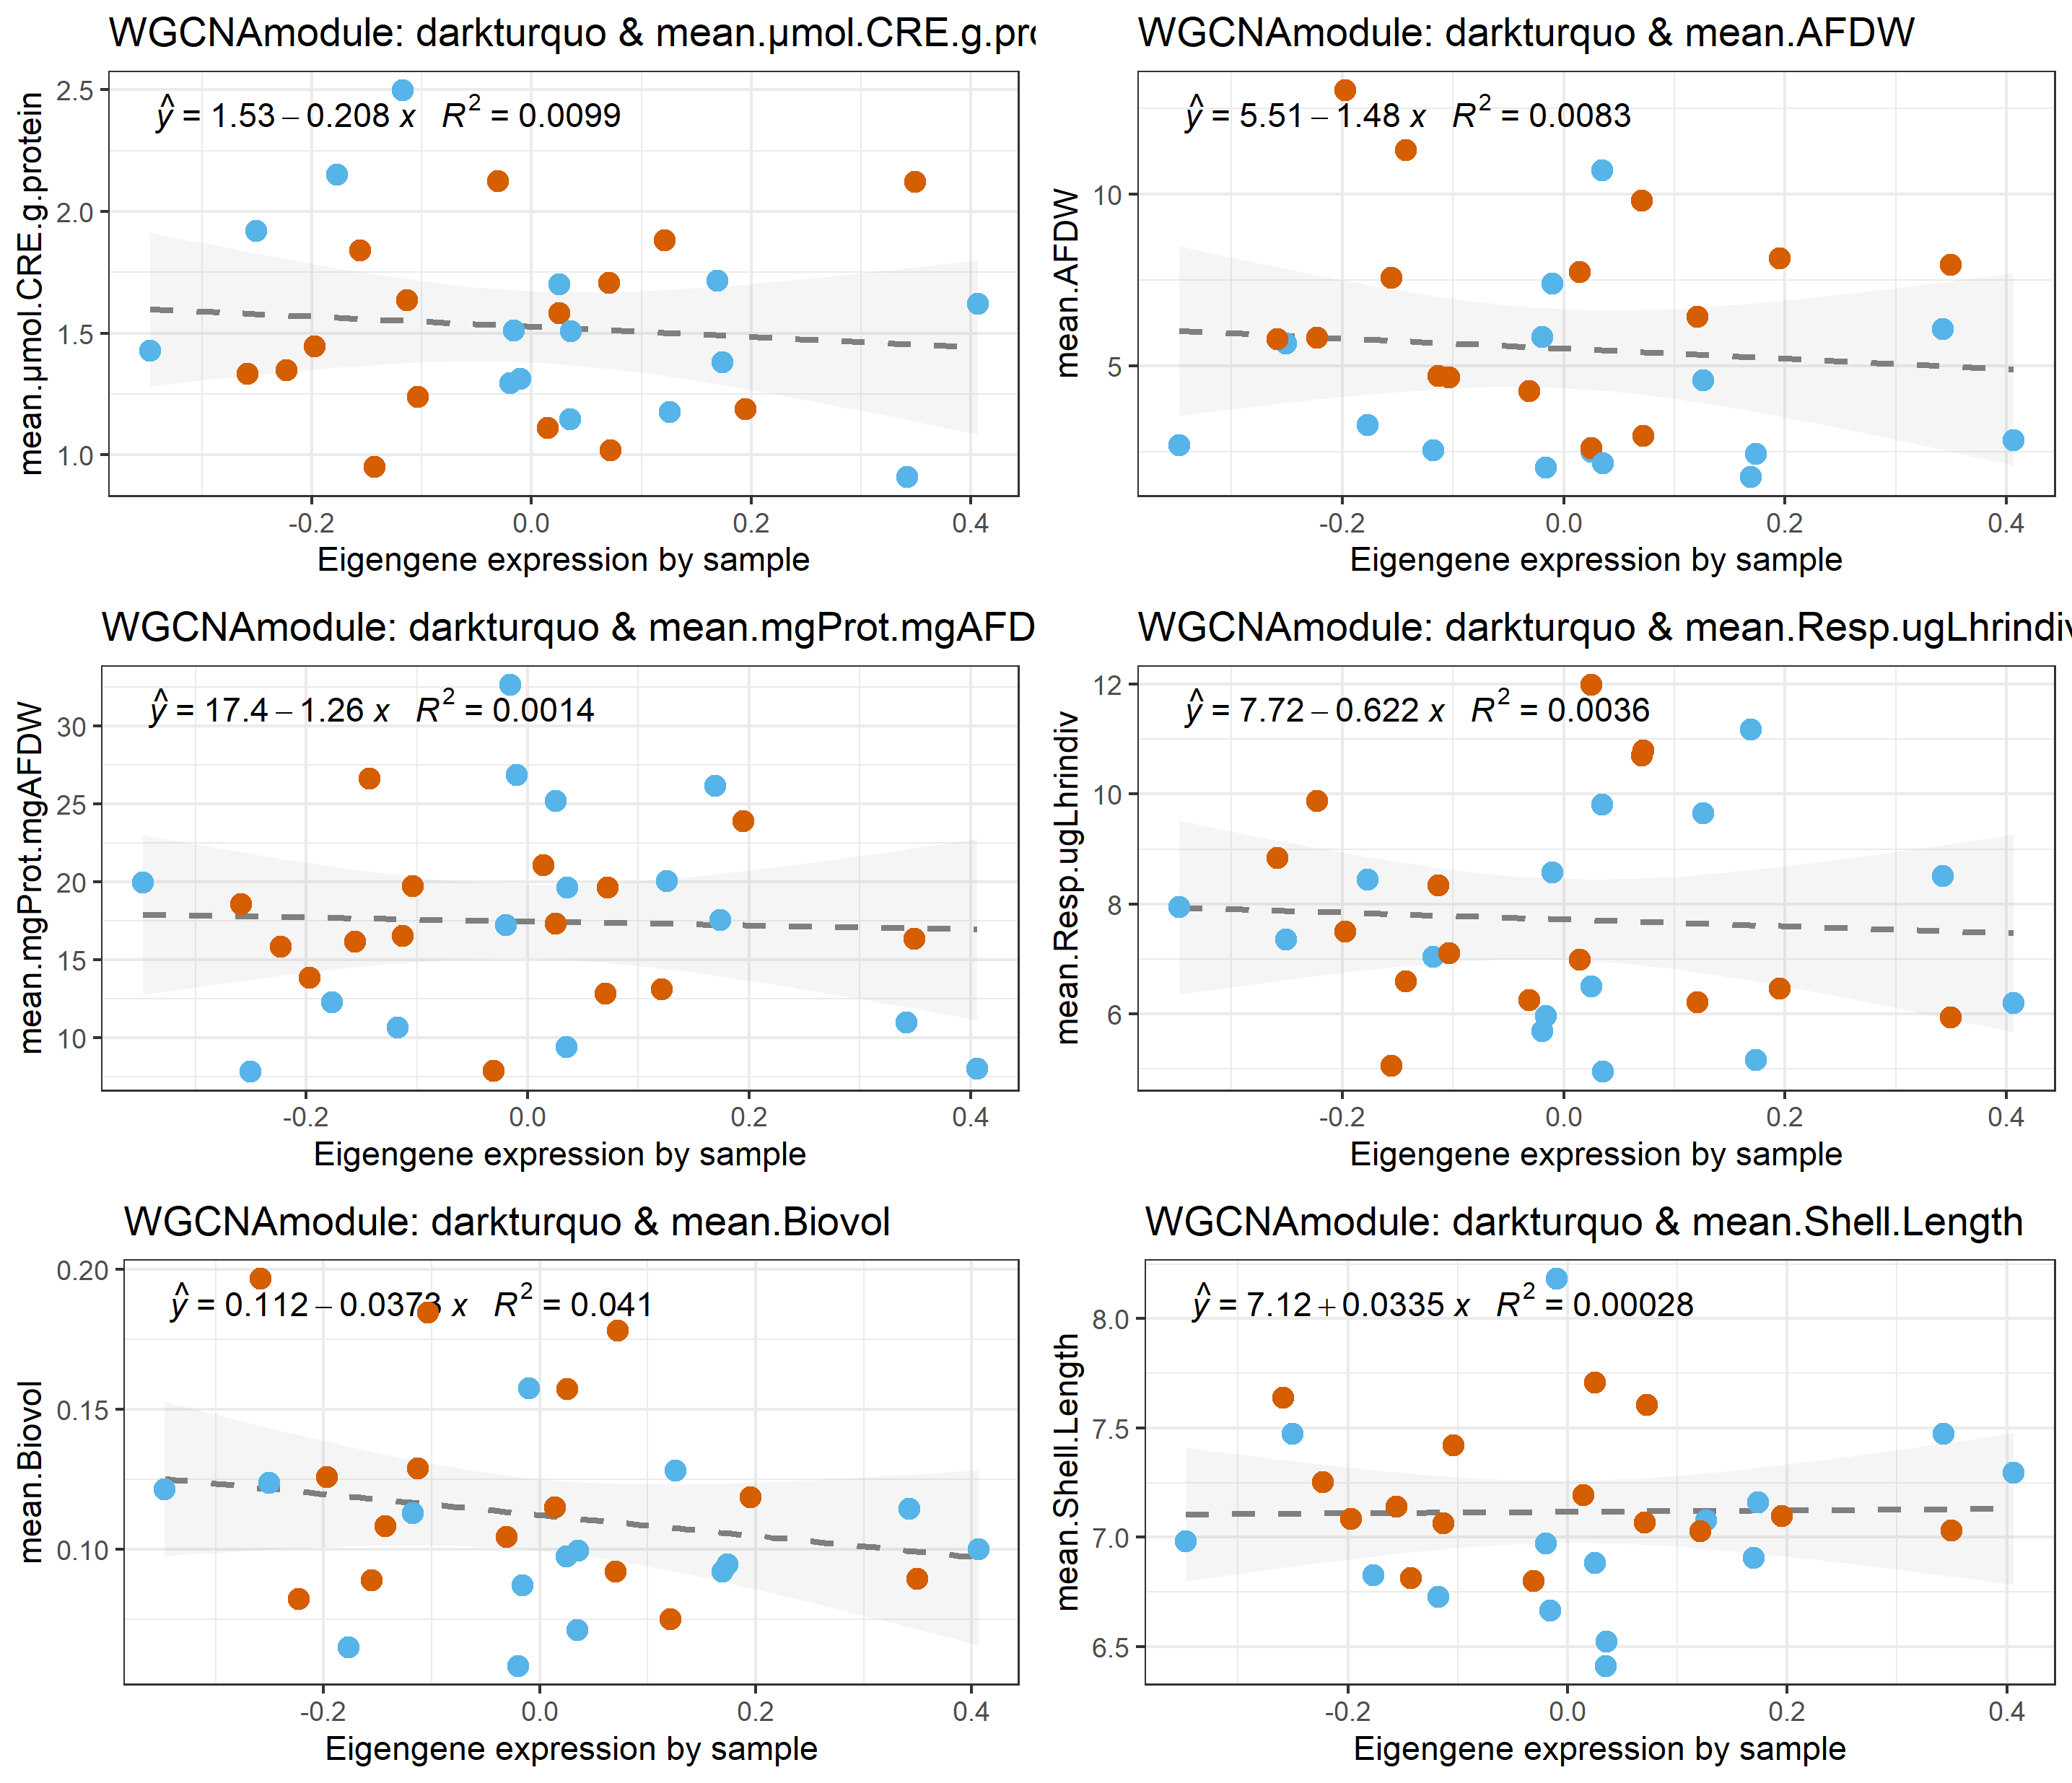 WGCNAmodule: darkturquo & mean.µmol.CRE.g.pro
ŷ = 1.53 − 0.208 x R² = 0.0099
mean.µmol.CRE.g.protein
2.5
2.0
1.5
1.0
-0.2 0.0 0.2 0.4
Eigengene expression by sample
WGCNAmodule: darkturquo & mean.AFDW
ŷ = 5.51 − 1.48 x R² = 0.0083
mean.AFDW
10
5
-0.2 0.0 0.2 0.4
Eigengene expression by sample
WGCNAmodule: darkturquo & mean.mgProt.mgAFD
ŷ = 17.4 − 1.26 x R² = 0.0014
mean.mgProt.mgAFDW
30
25
20
15
10
-0.2 0.0 0.2 0.4
Eigengene expression by sample
WGCNAmodule: darkturquo & mean.Resp.ugLhrindiv
ŷ = 7.72 − 0.622 x R² = 0.0036
mean.Resp.ugLhrindiv
12
10
8
6
-0.2 0.0 0.2 0.4
Eigengene expression by sample
WGCNAmodule: darkturquo & mean.Biovol
ŷ = 0.112 − 0.0373 x R² = 0.041
mean.Biovol
0.20
0.15
0.10
-0.2 0.0 0.2 0.4
Eigengene expression by sample
WGCNAmodule: darkturquo & mean.Shell.Length
ŷ = 7.12 + 0.0335 x R² = 0.00028
mean.Shell.Length
8.0
7.5
7.0
6.5
-0.2 0.0 0.2 0.4
Eigengene expression by sample